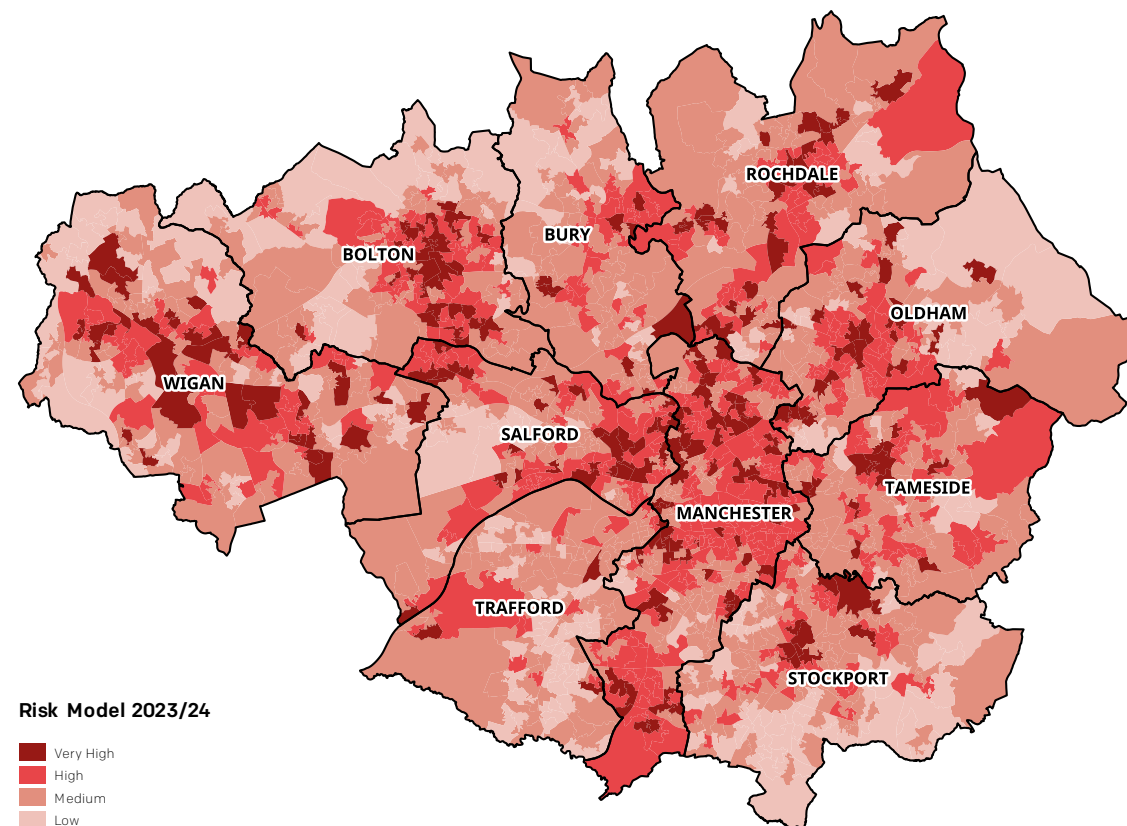 ROCHDALE
BURY
BOLTON
OLDHAM
WIGAN
SALFORD
TAMESIDE
MANCHESTER
TRAFFORD
STOCKPORT
Risk Model 2023/24
Very High
High
Medium
Low